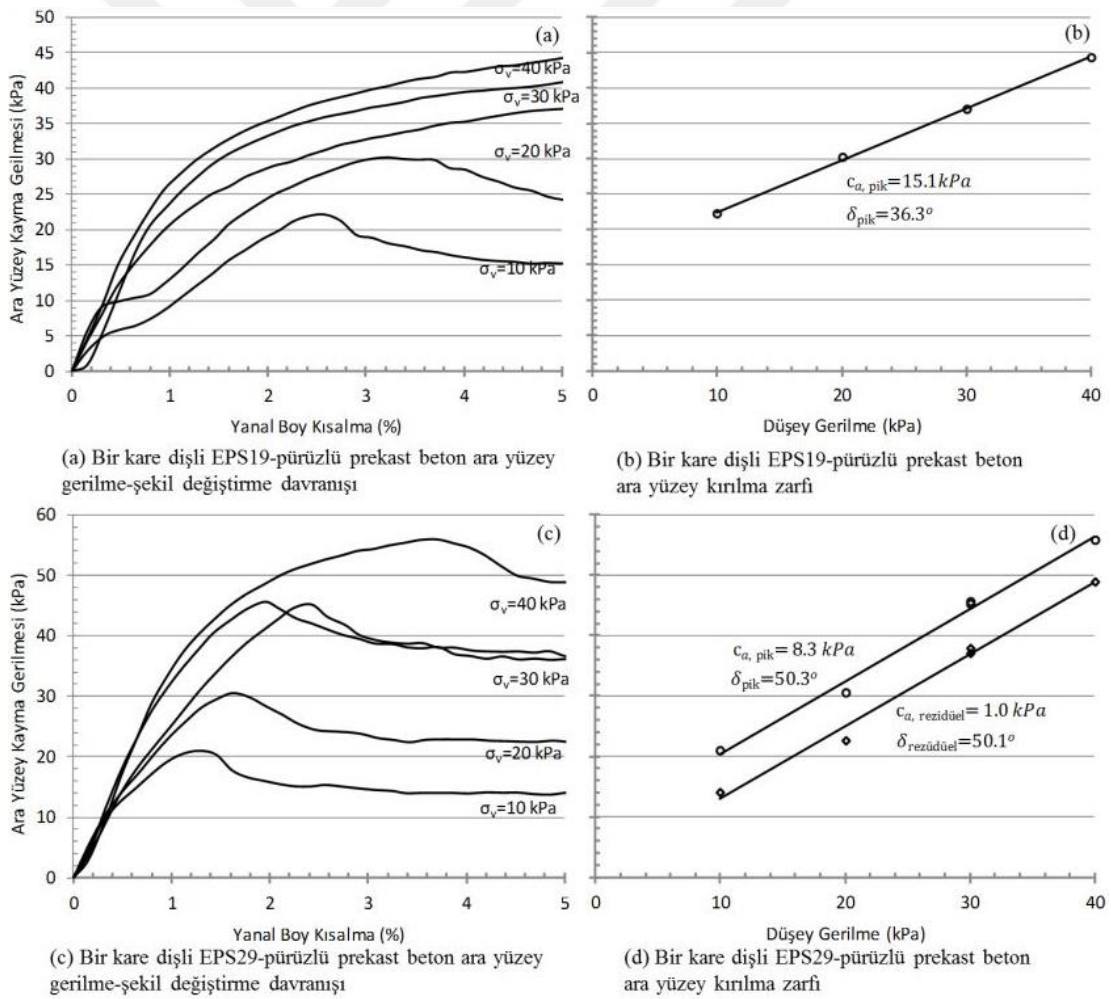 (a)
50
45
40
35
30
25
20
15
10
5
0
Ara Yüzey Kayma Geilmesi (kPa)
σv=40 kPa
σv=30 kPa
σv=20 kPa
σv=10 kPa
0 1 2 3 4 5
Yanal Boy Kısalma (%)
(b)
ca, pik=15.1kPa
δpik=36.3o
0 10 20 30 40
Düşey Gerilme (kPa)
(a) Bir kare dişli EPS19-pürüzlü prekast beton ara yüzey
gerilme-şekil değiştirme davranışı
(b) Bir kare dişli EPS19-pürüzlü prekast beton
ara yüzey kırılma zarfı
(c)
60
50
40
30
20
10
0
Ara Yüzey Kayma Gerilmesi (kPa)
σv=40 kPa
σv=30 kPa
σv=20 kPa
σv=10 kPa
0 1 2 3 4 5
Yanal Boy Kısalma (%)
(d)
ca, pik= 8.3 kPa
δpik=50.3o
ca, rezidüel= 1.0 kPa
δrezüdüel=50.1o
0 10 20 30 40
Düşey Gerilme (kPa)
(c) Bir kare dişli EPS29-pürüzlü prekast beton ara yüzey
gerilme-şekil değiştirme davranışı
(d) Bir kare dişli EPS29-pürüzlü prekast beton
ara yüzey kırılma zarfı